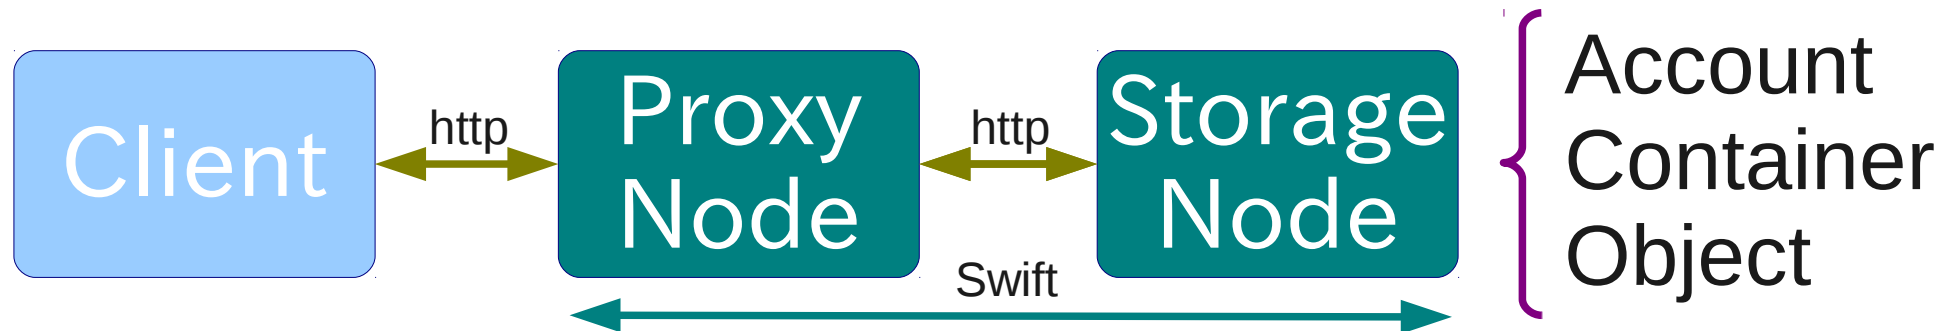 Client
http
Proxy
Node
http
Storage
Node
Swift
Account
Container
Object